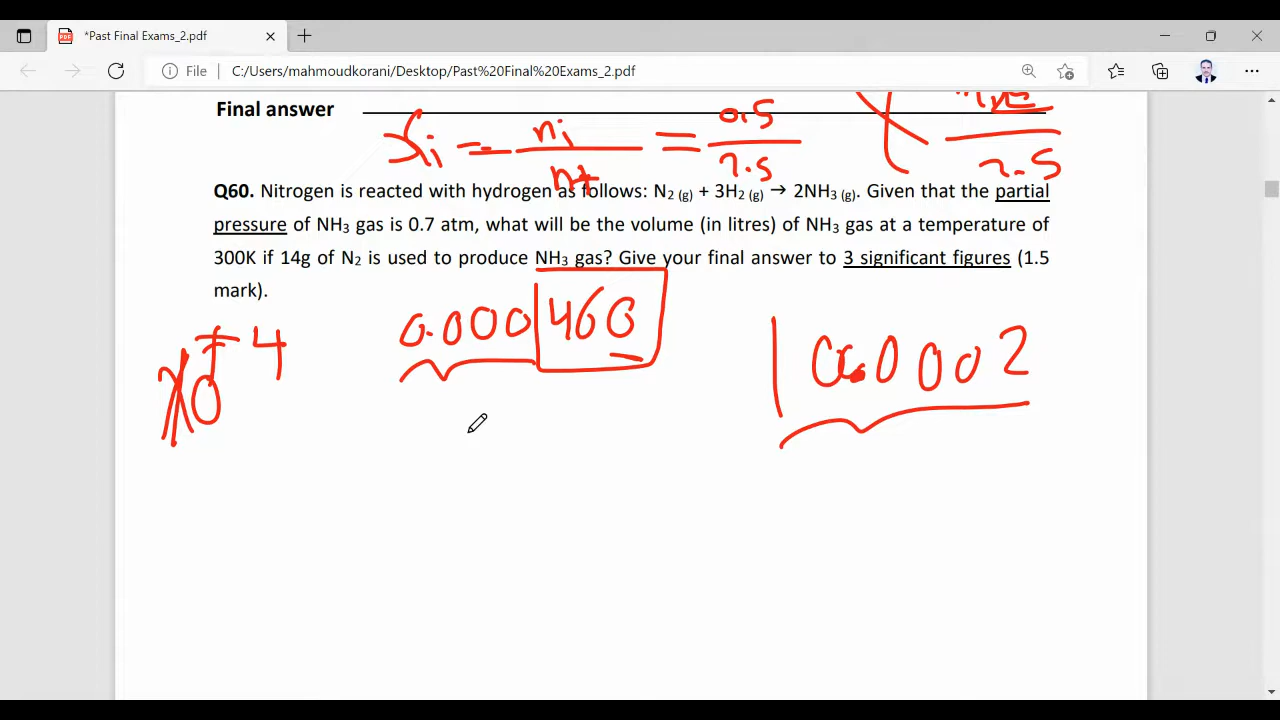 *Past Final Exams_2.pdf
File C:/Users/mahmoudkorani/Desktop/Past%20Final%20Exams_2.pdf
Final answer
xi = ni/nt = 0.5/2.5
2.5
Q60. Nitrogen is reacted with hydrogen as follows: N2 (g) + 3H2 (g) → 2NH3 (g). Given that the partial
pressure of NH3 gas is 0.7 atm, what will be the volume (in litres) of NH3 gas at a temperature of
300K if 14g of N2 is used to produce NH3 gas? Give your final answer to 3 significant figures (1.5
mark).
0.000460
4
0002